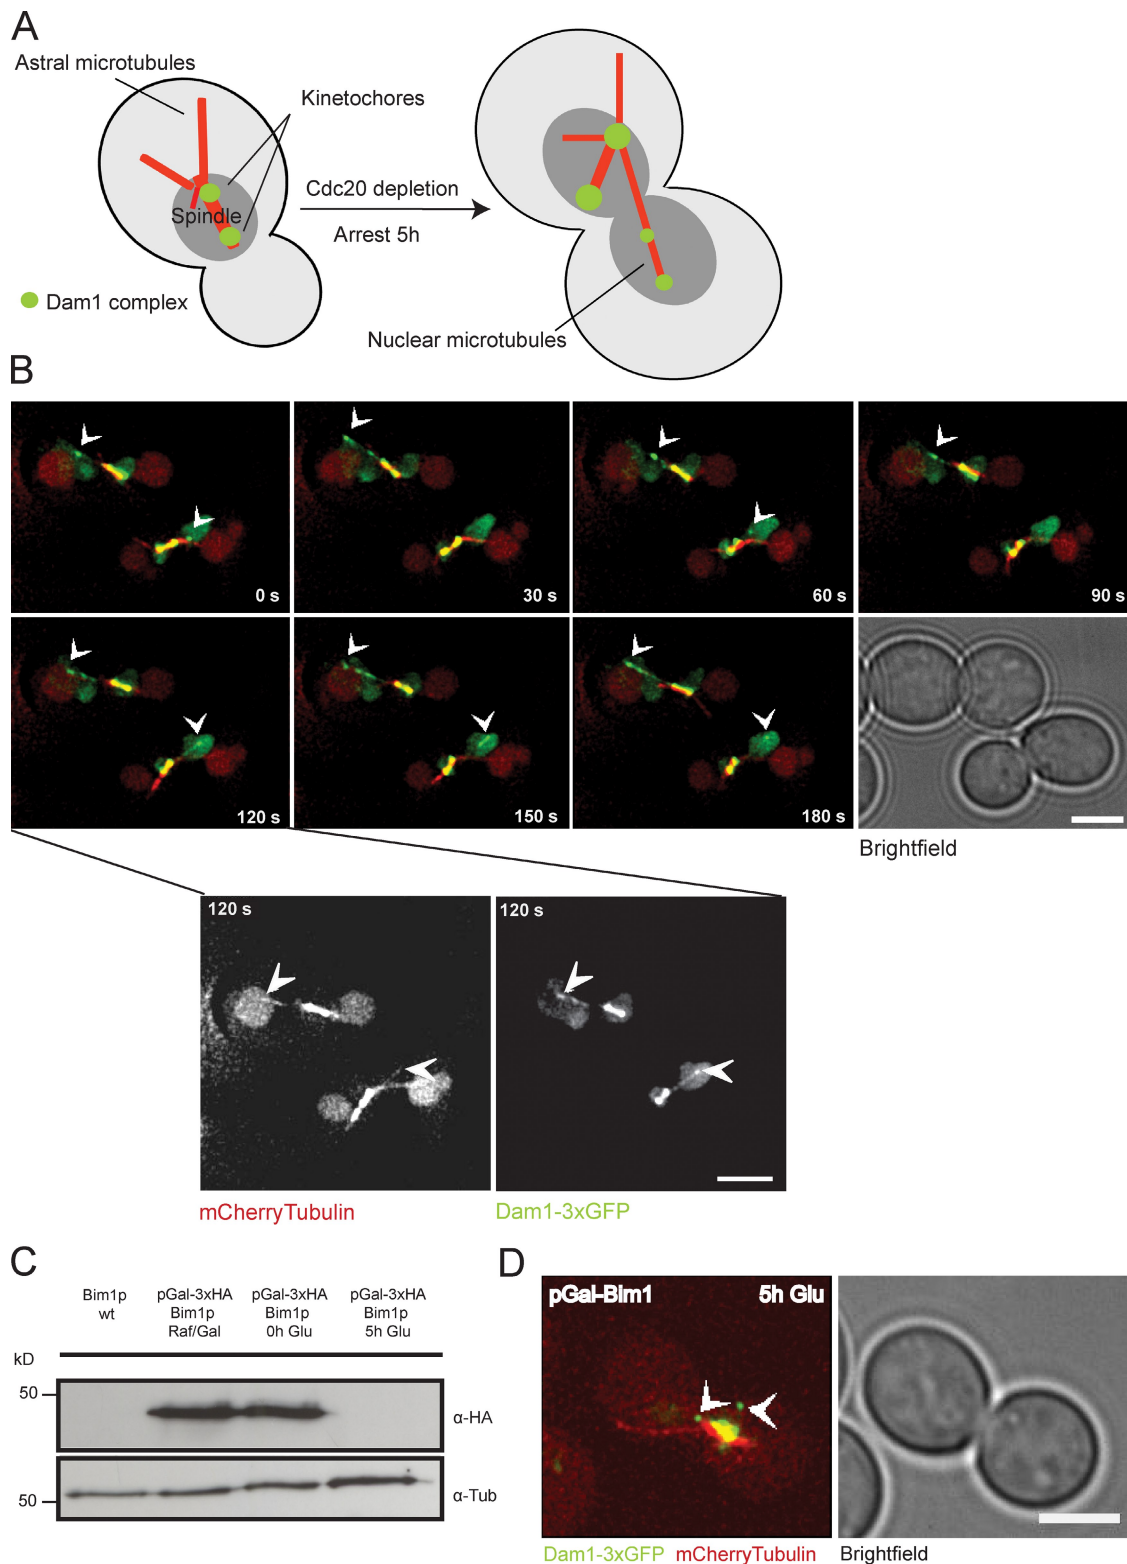 A
Astral microtubules
Kinetochores
Spindle
Cdc20 depletion
Arrest 5h
Dam1 complex
Nuclear microtubules
B
0 s
30 s
60 s
90 s
120 s
150 s
180 s
Brightfield
120 s
120 s
mCherryTubulin
Dam1-3xGFP
C
Bim1p
wt
pGal-3xHA
Bim1p
Raf/Gal
pGal-3xHA
Bim1p
0h Glu
pGal-3xHA
Bim1p
5h Glu
kD
50
α-HA
50
α-Tub
D
pGal-Bim1
5h Glu
Dam1-3xGFP mCherryTubulin
Brightfield